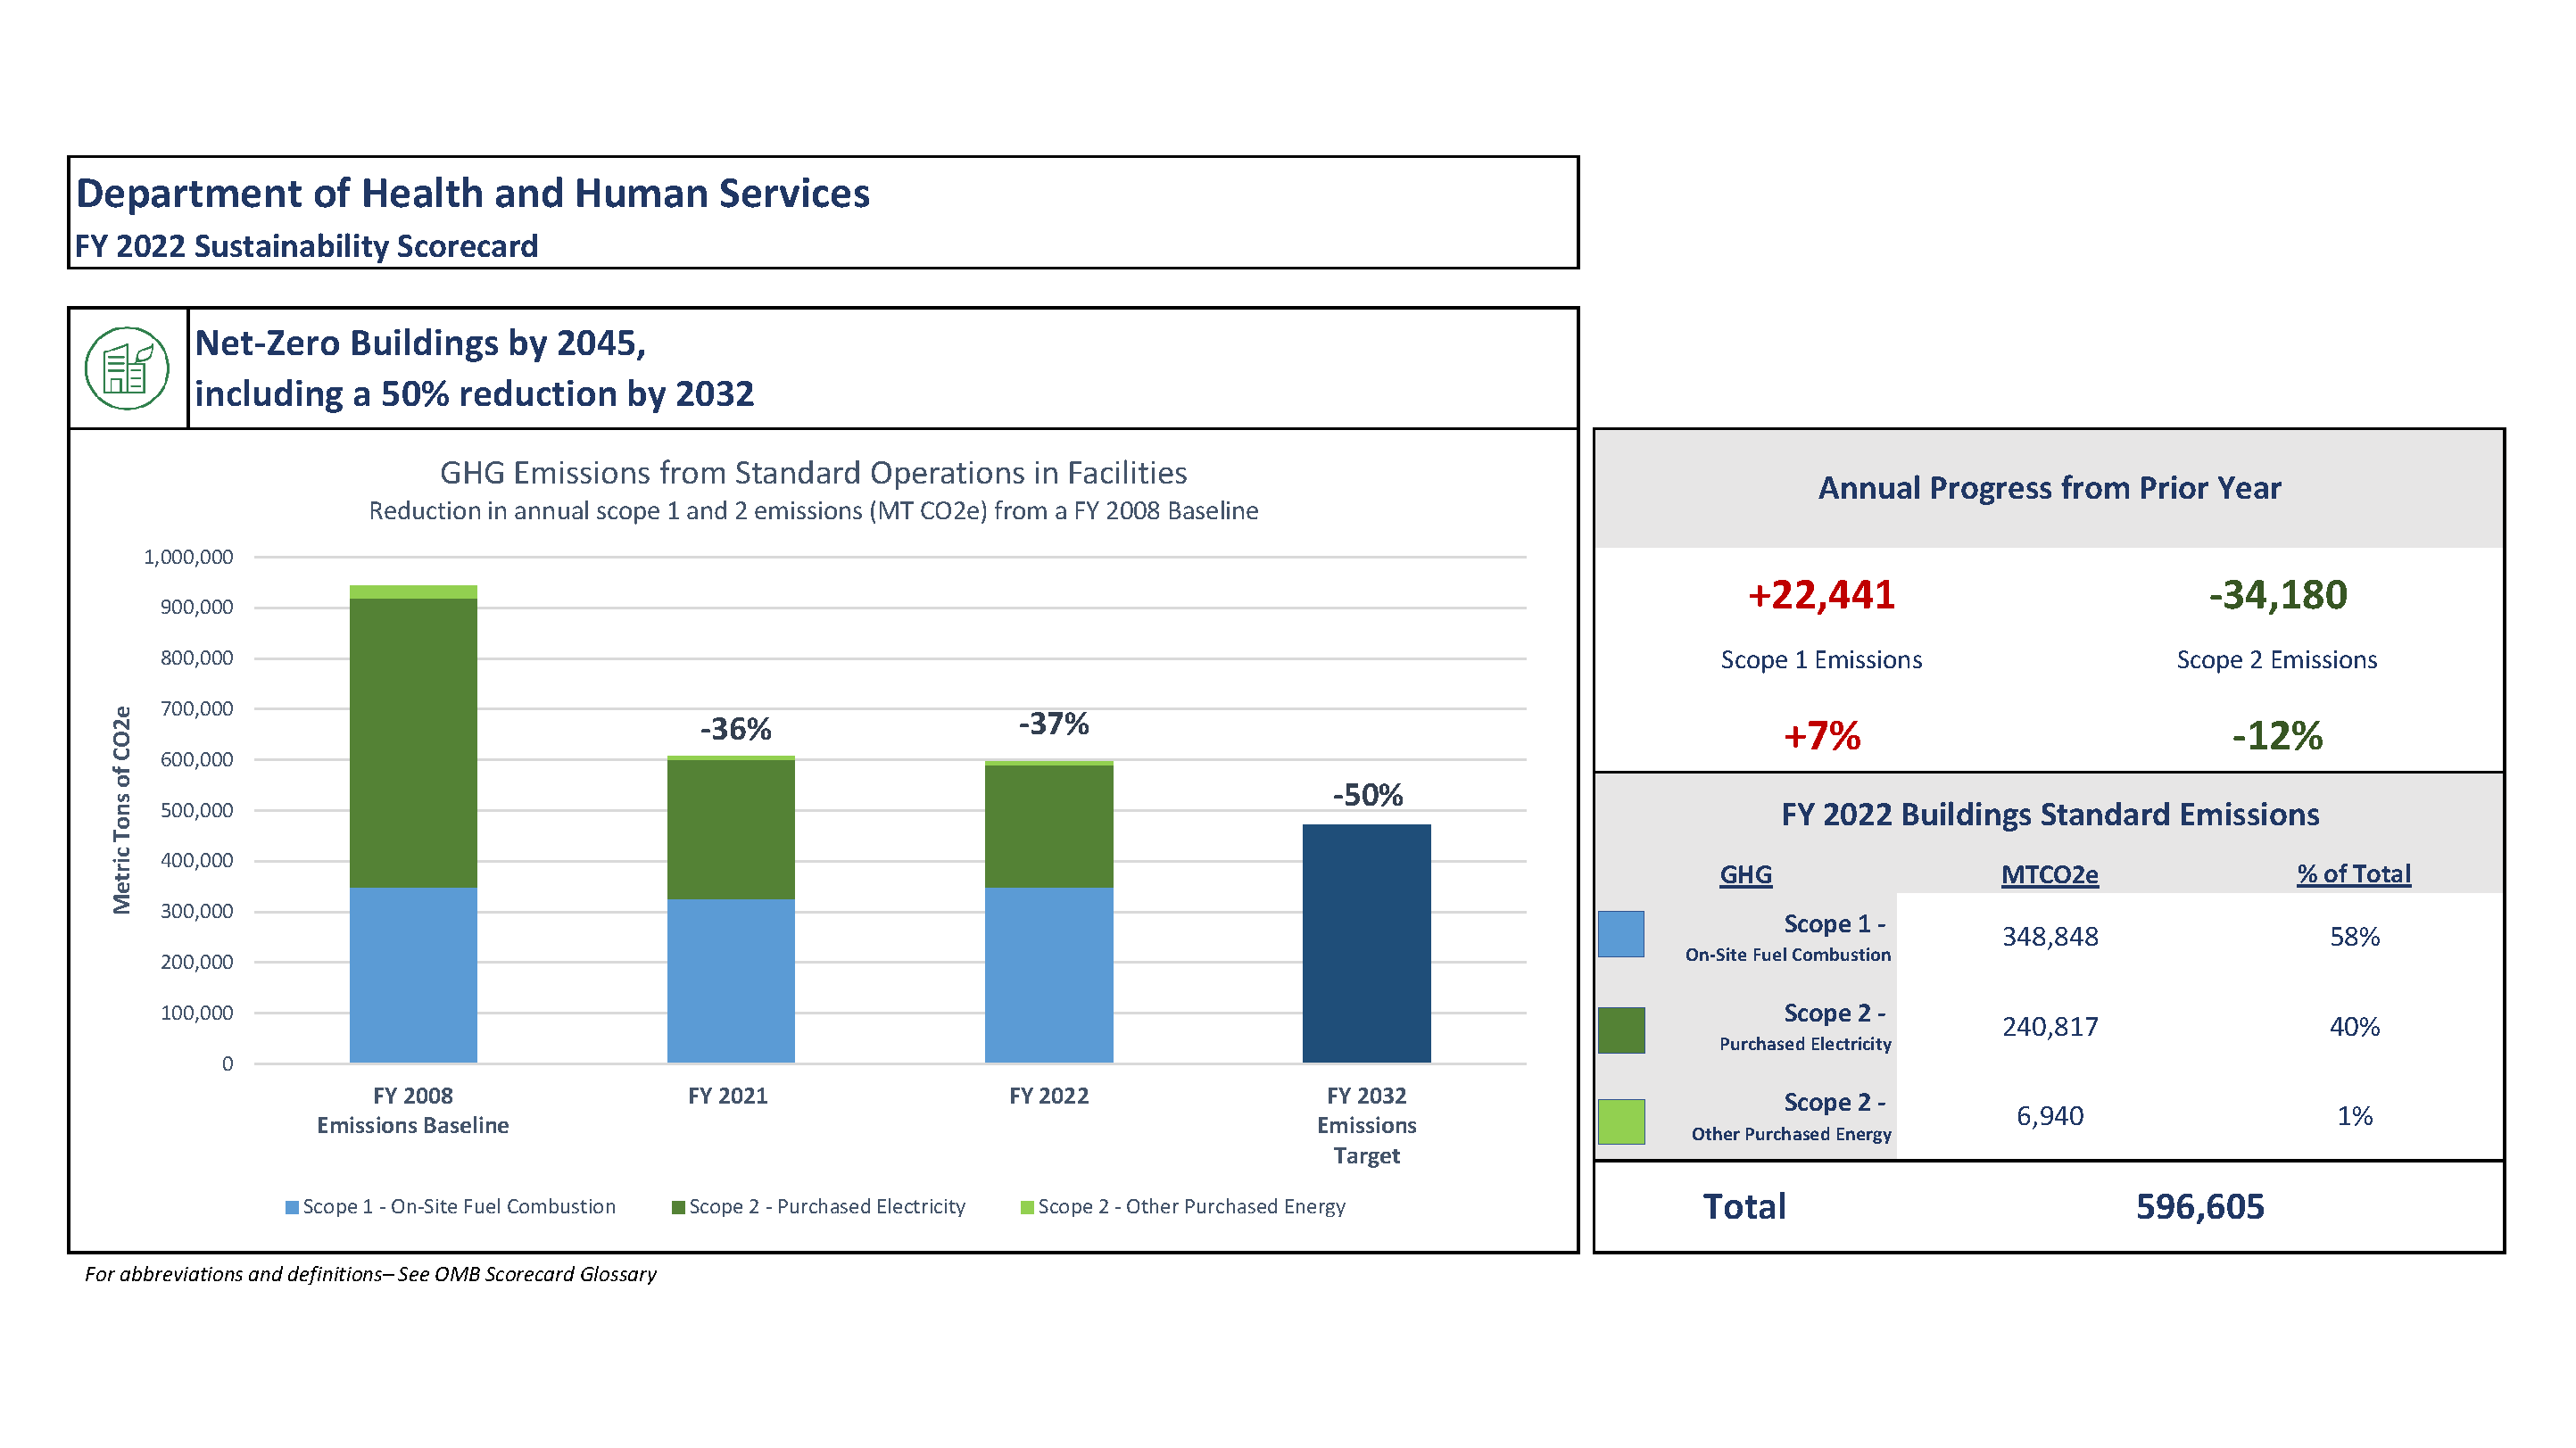 Department of Health and Human Services
FY 2022 Sustainability Scorecard
Net-Zero Buildings by 2045,
including a 50% reduction by 2032
GHG Emissions from Standard Operations in Facilities
Reduction in annual scope 1 and 2 emissions (MT CO2e) from a FY 2008 Baseline
Metric Tons of CO2e
1,000,000
900,000
800,000
700,000
600,000
500,000
400,000
300,000
200,000
100,000
0
-36%
-37%
-50%
FY 2008
Emissions Baseline
FY 2021
FY 2022
FY 2032
Emissions
Target
Scope 1 - On-Site Fuel Combustion
Scope 2 - Purchased Electricity
Scope 2 - Other Purchased Energy
Annual Progress from Prior Year
+22,441 -34,180
Scope 1 Emissions Scope 2 Emissions
+7% -12%
FY 2022 Buildings Standard Emissions
GHG MTCO2e % of Total
Scope 1 -
On-Site Fuel Combustion
348,848 58%
Scope 2 -
Purchased Electricity
240,817 40%
Scope 2 -
Other Purchased Energy
6,940 1%
Total 596,605
For abbreviations and definitions– See OMB Scorecard Glossary